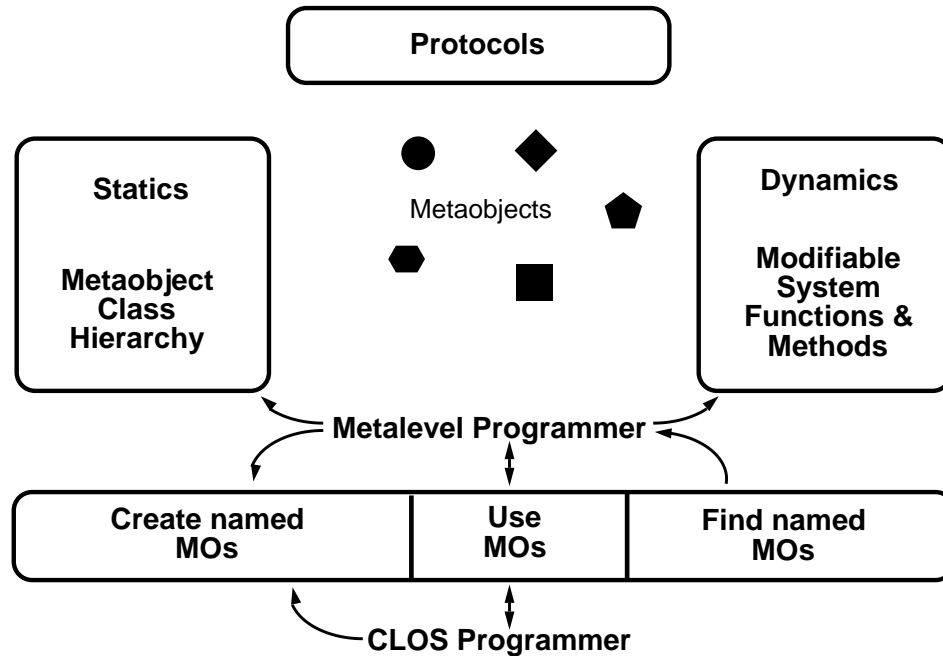 Protocols
Statics
Metaobject
Class
Hierarchy
Metaobjects
Dynamics
Modifiable
System
Functions &
Methods
Metalevel Programmer
Create named
MOs
Use
MOs
Find named
MOs
CLOS Programmer